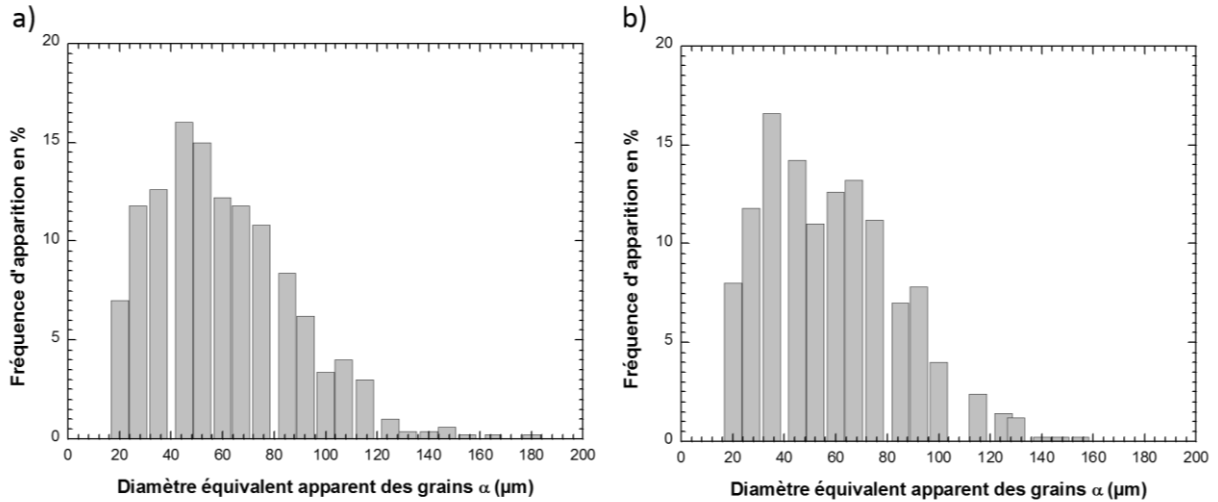 a)
20
15
10
5
0
Fréquence d'apparition en %
0 20 40 60 80 100 120 140 160 180 200
Diamètre équivalent apparent des grains α (µm)
b)
20
15
10
5
0
Fréquence d'apparition en %
0 20 40 60 80 100 120 140 160 180 200
Diamètre équivalent apparent des grains α (µm)